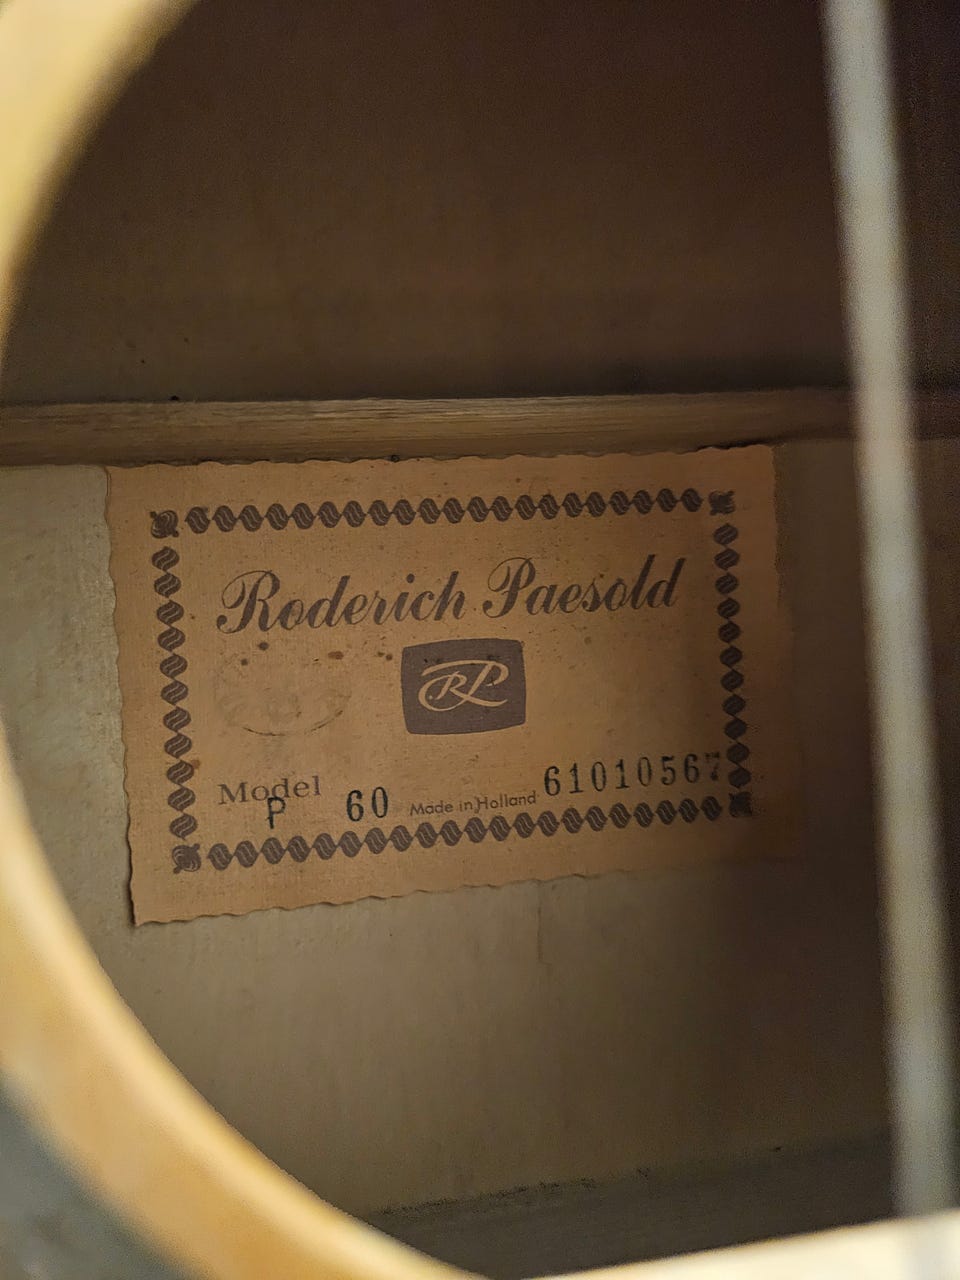 Roderich Paesold
RP
Model
P 60 Made in Holland 61010567